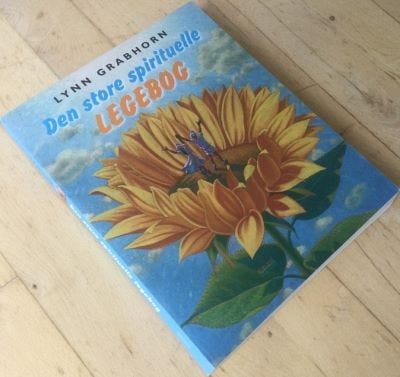 LYNN GRABHORN
Den store spirituelle
LEGEBOG